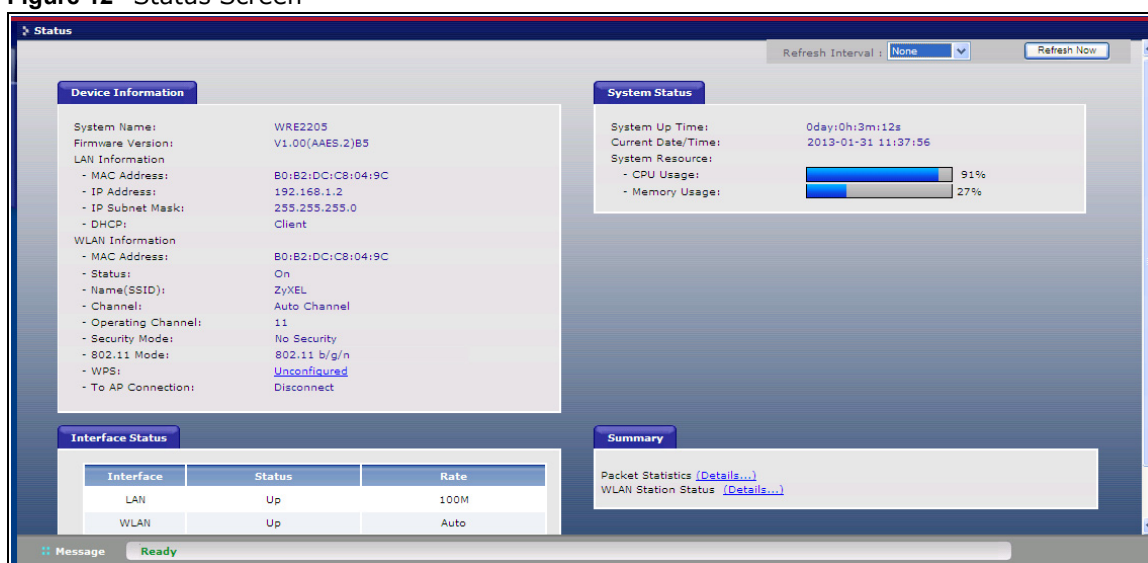 Figure 12 Status Screen
Status
Refresh Interval : None
Refresh Now
Device Information
System Name: WRE2205
Firmware Version: V1.00(AAES.2)B5
LAN Information
- MAC Address: B0:B2:DC:C8:04:9C
- IP Address: 192.168.1.2
- IP Subnet Mask: 255.255.255.0
- DHCP: Client
WLAN Information
- MAC Address: B0:B2:DC:C8:04:9C
- Status: On
- Name(SSID): ZyXEL
- Channel: Auto Channel
- Operating Channel: 11
- Security Mode: No Security
- 802.11 Mode: 802.11 b/g/n
- WPS: Unconfigured
- To AP Connection: Disconnect
System Status
System Up Time: 0day:0h:3m:12s
Current Date/Time: 2013-01-31 11:37:56
System Resource:
- CPU Usage: 91%
- Memory Usage: 27%
Interface Status
Interface Status Rate
LAN Up 100M
WLAN Up Auto
Summary
Packet Statistics (Details...)
WLAN Station Status (Details...)
Message Ready